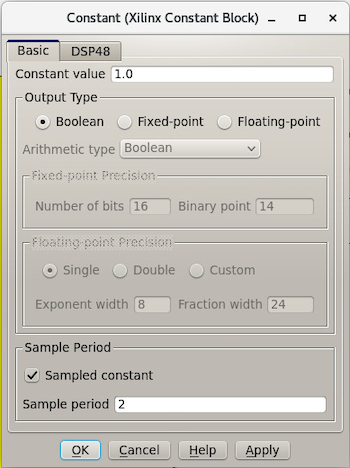 Constant (Xilinx Constant Block)
Basic DSP48
Constant value 1.0
Output Type
Boolean Fixed-point Floating-point
Arithmetic type Boolean
Fixed-point Precision
Number of bits 16 Binary point 14
Floating-point Precision
Single Double Custom
Exponent width 8 Fraction width 24
Sample Period
Sampled constant
Sample period 2
OK Cancel Help Apply